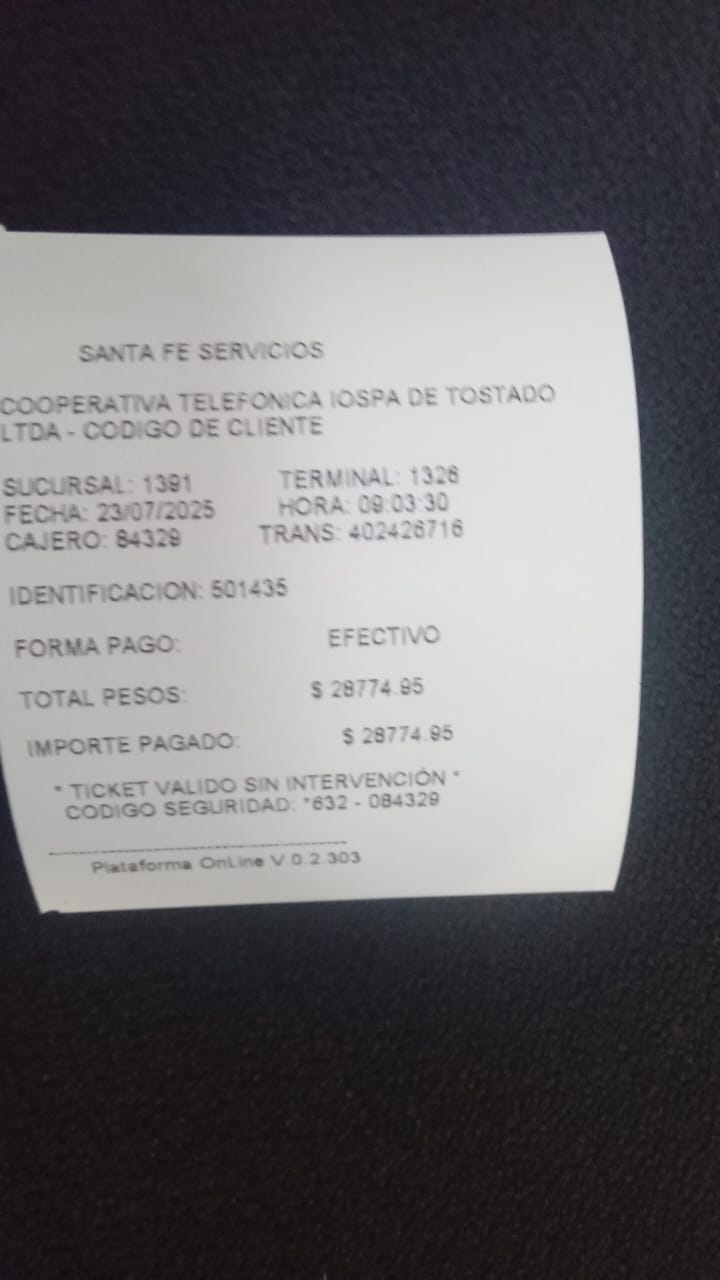 SANTA FE SERVICIOS
COOPERATIVA TELEFONICA IOSPA DE TOSTADO
LTDA - CODIGO DE CLIENTE
SUCURSAL: 1391 TERMINAL: 1326
FECHA: 23/07/2025 HORA: 09:03:30
CAJERO: 84329 TRANS: 402426716
IDENTIFICACION: 501435
FORMA PAGO: EFECTIVO
TOTAL PESOS: $ 28774.95
IMPORTE PAGADO: $ 28774.95
* TICKET VALIDO SIN INTERVENCIÓN *
CODIGO SEGURIDAD: *632 - 084329
Plataforma OnLine V.0.2.303